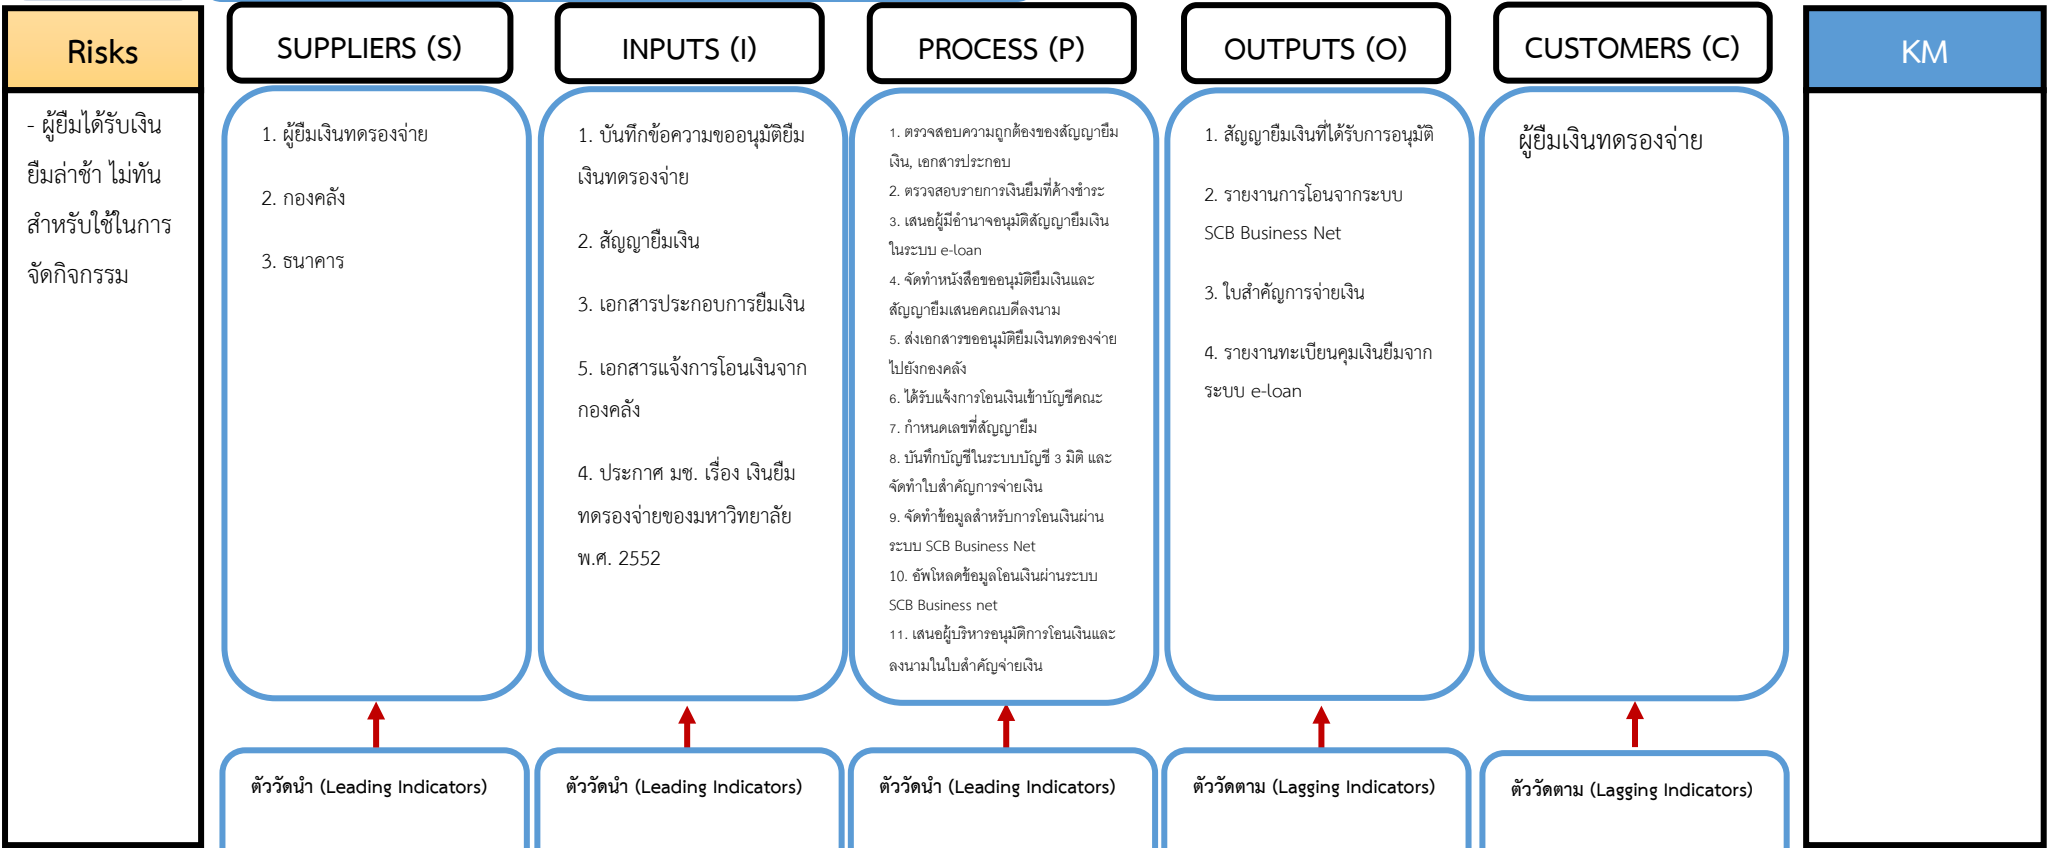 Risks
- ผู้ยืมได้รับเงิน
ยืมล่าช้า ไม่ทัน
สำหรับใช้ในการ
จัดกิจกรรม
SUPPLIERS (S)
1. ผู้ยืมเงินทดรองจ่าย
2. กองคลัง
3. ธนาคาร
INPUTS (I)
1. บันทึกข้อความขออนุมัติยืม
เงินทดรองจ่าย
2. สัญญายืมเงิน
3. เอกสารประกอบการยืมเงิน
5. เอกสารแจ้งการโอนเงินจาก
กองคลัง
4. ประกาศ มช. เรื่อง เงินยืม
ทดรองจ่ายของมหาวิทยาลัย
พ.ศ. 2552
PROCESS (P)
1. ตรวจสอบความถูกต้องของสัญญายืม
เงิน, เอกสารประกอบ
2. ตรวจสอบรายการเงินยืมที่ค้างชำระ
3. เสนอผู้มีอำนาจอนุมัติสัญญายืมเงิน
ในระบบ e-loan
4. จัดทำหนังสือขออนุมัติยืมเงินและ
สัญญายืมเสนอคณบดีลงนาม
5. ส่งเอกสารขออนุมัติยืมเงินทดรองจ่าย
ไปยังกองคลัง
6. ได้รับแจ้งการโอนเงินเข้าบัญชีคณะ
7. กำหนดเลขที่สัญญายืม
8. บันทึกบัญชีในระบบบัญชี 3 มิติ และ
จัดทำใบสำคัญการจ่ายเงิน
9. จัดทำข้อมูลสำหรับการโอนเงินผ่าน
ระบบ SCB Business Net
10. อัพโหลดข้อมูลโอนเงินผ่านระบบ
SCB Business net
11. เสนอผู้บริหารอนุมัติการโอนเงินและ
ลงนามในใบสำคัญจ่ายเงิน
OUTPUTS (O)
1. สัญญายืมเงินที่ได้รับการอนุมัติ
2. รายงานการโอนจากระบบ
SCB Business Net
3. ใบสำคัญการจ่ายเงิน
4. รายงานทะเบียนคุมเงินยืมจาก
ระบบ e-loan
CUSTOMERS (C)
ผู้ยืมเงินทดรองจ่าย
KM
ตัววัดนำ (Leading Indicators)
ตัววัดนำ (Leading Indicators)
ตัววัดนำ (Leading Indicators)
ตัววัดตาม (Lagging Indicators)
ตัววัดตาม (Lagging Indicators)